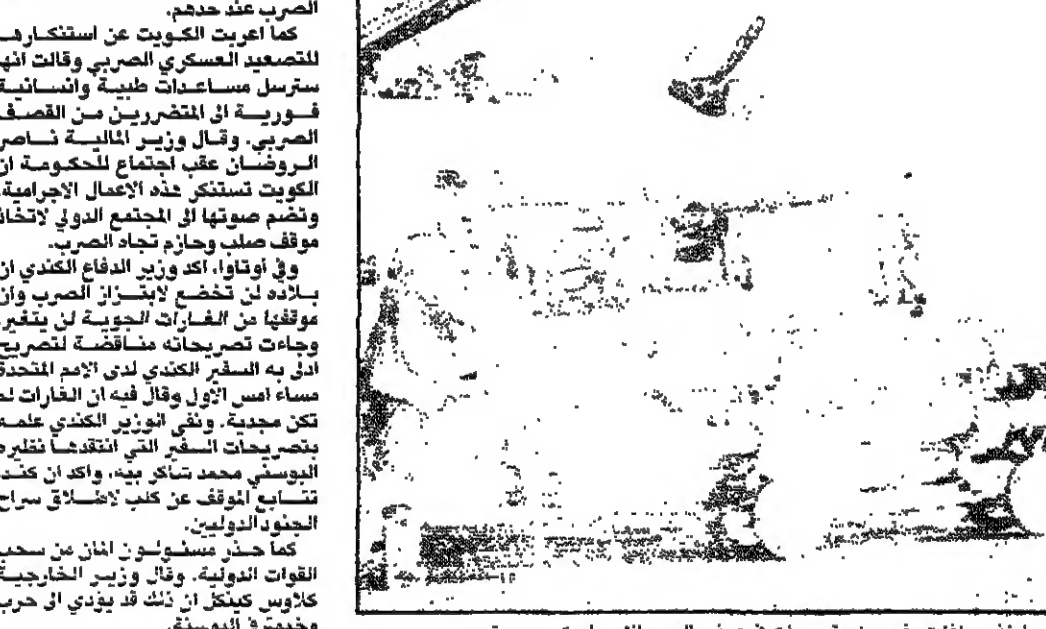 الصرب عند حدهم.
كما اعربت الكويت عن استنكارهـ
للتصعيد العسكري الصربي وقالت انها
سترسل مساعدات طبية وانسانية
فورية الى المتضررين من القصف
الصربي. وقال وزير المالية ناصر
الروضان عقب اجتماع للحكومة ان
الكويت تستنكر هذه الاعمال الاجرامية.
وتضم صوتها الى المجتمع الدولي لاتخاذ
موقف صلب وحازم تجاه الصرب.
وفي اوتاوا، اكد وزير الدفاع الكندي ان
بلاده لن تخضع لابتزاز الصرب وان
موقفها من الغارات الجوية لن يتغير.
وجاءت تصريحاته مناقضة لتصريح
ادلى به السفير الكندي لدى الامم المتحدة
مساء امس الاول وقال فيه ان الغارات لم
تكن مجدية. ونفى الوزير الكندي علمه
بتصريحات السفير التي انتقدها نظيره
البوسني محمد شاكر بيه، واكد ان كندا
تتابع الموقف عن كثب لاطلاق سراح
الجنود الدوليين.
كما حذر مسئولون المان من سحب
القوات الدولية. وقال وزير الخارجية
كلاوس كينكل ان ذلك قد يؤدي الى حرب
في البوسنة.